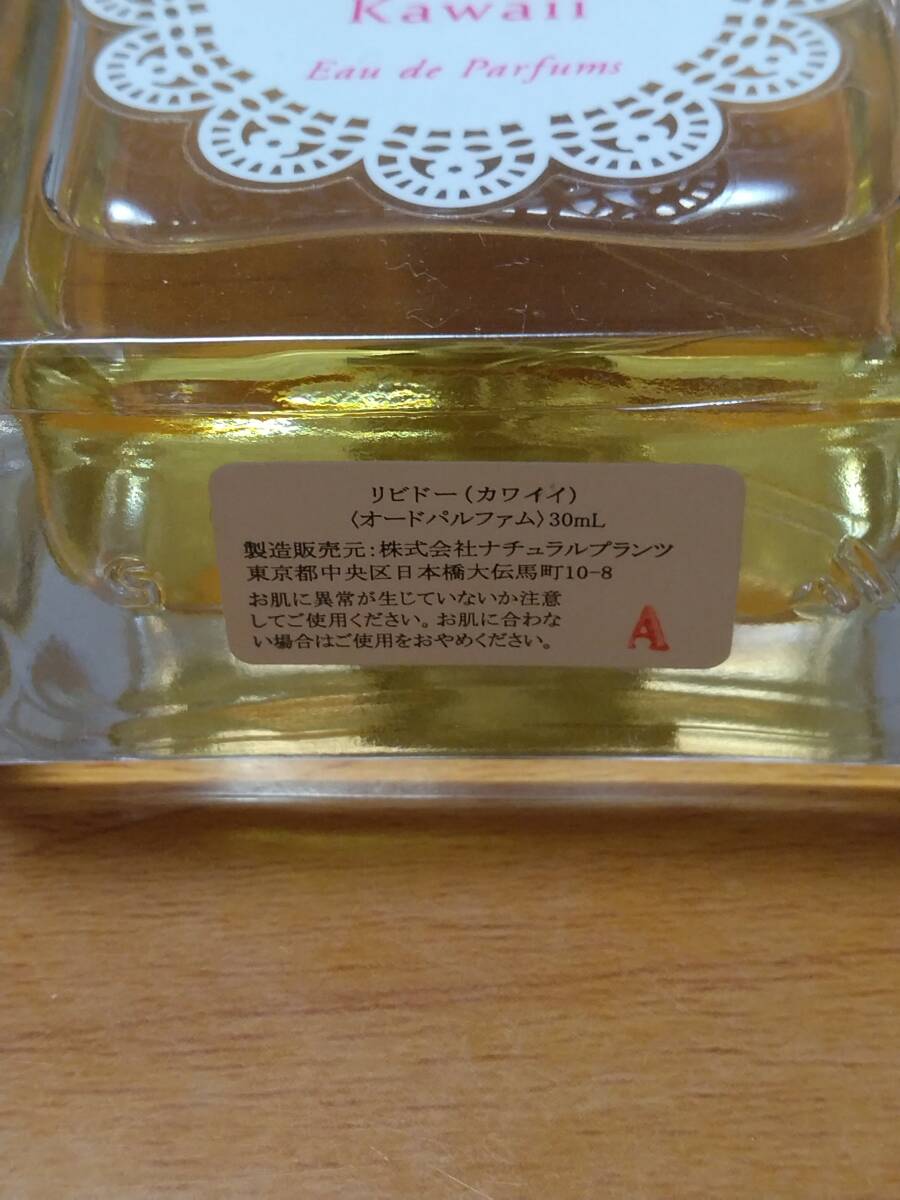 Kawaii
Eau de Parfums
リビドー（カワイイ）
〈オードパルファム〉30mL
製造販売元：株式会社ナチュラルプランツ
東京都中央区日本橋大伝馬町10-8
お肌に異常が生じていないか注意
してご使用ください。お肌に合わな
い場合はご使用をおやめください。
A